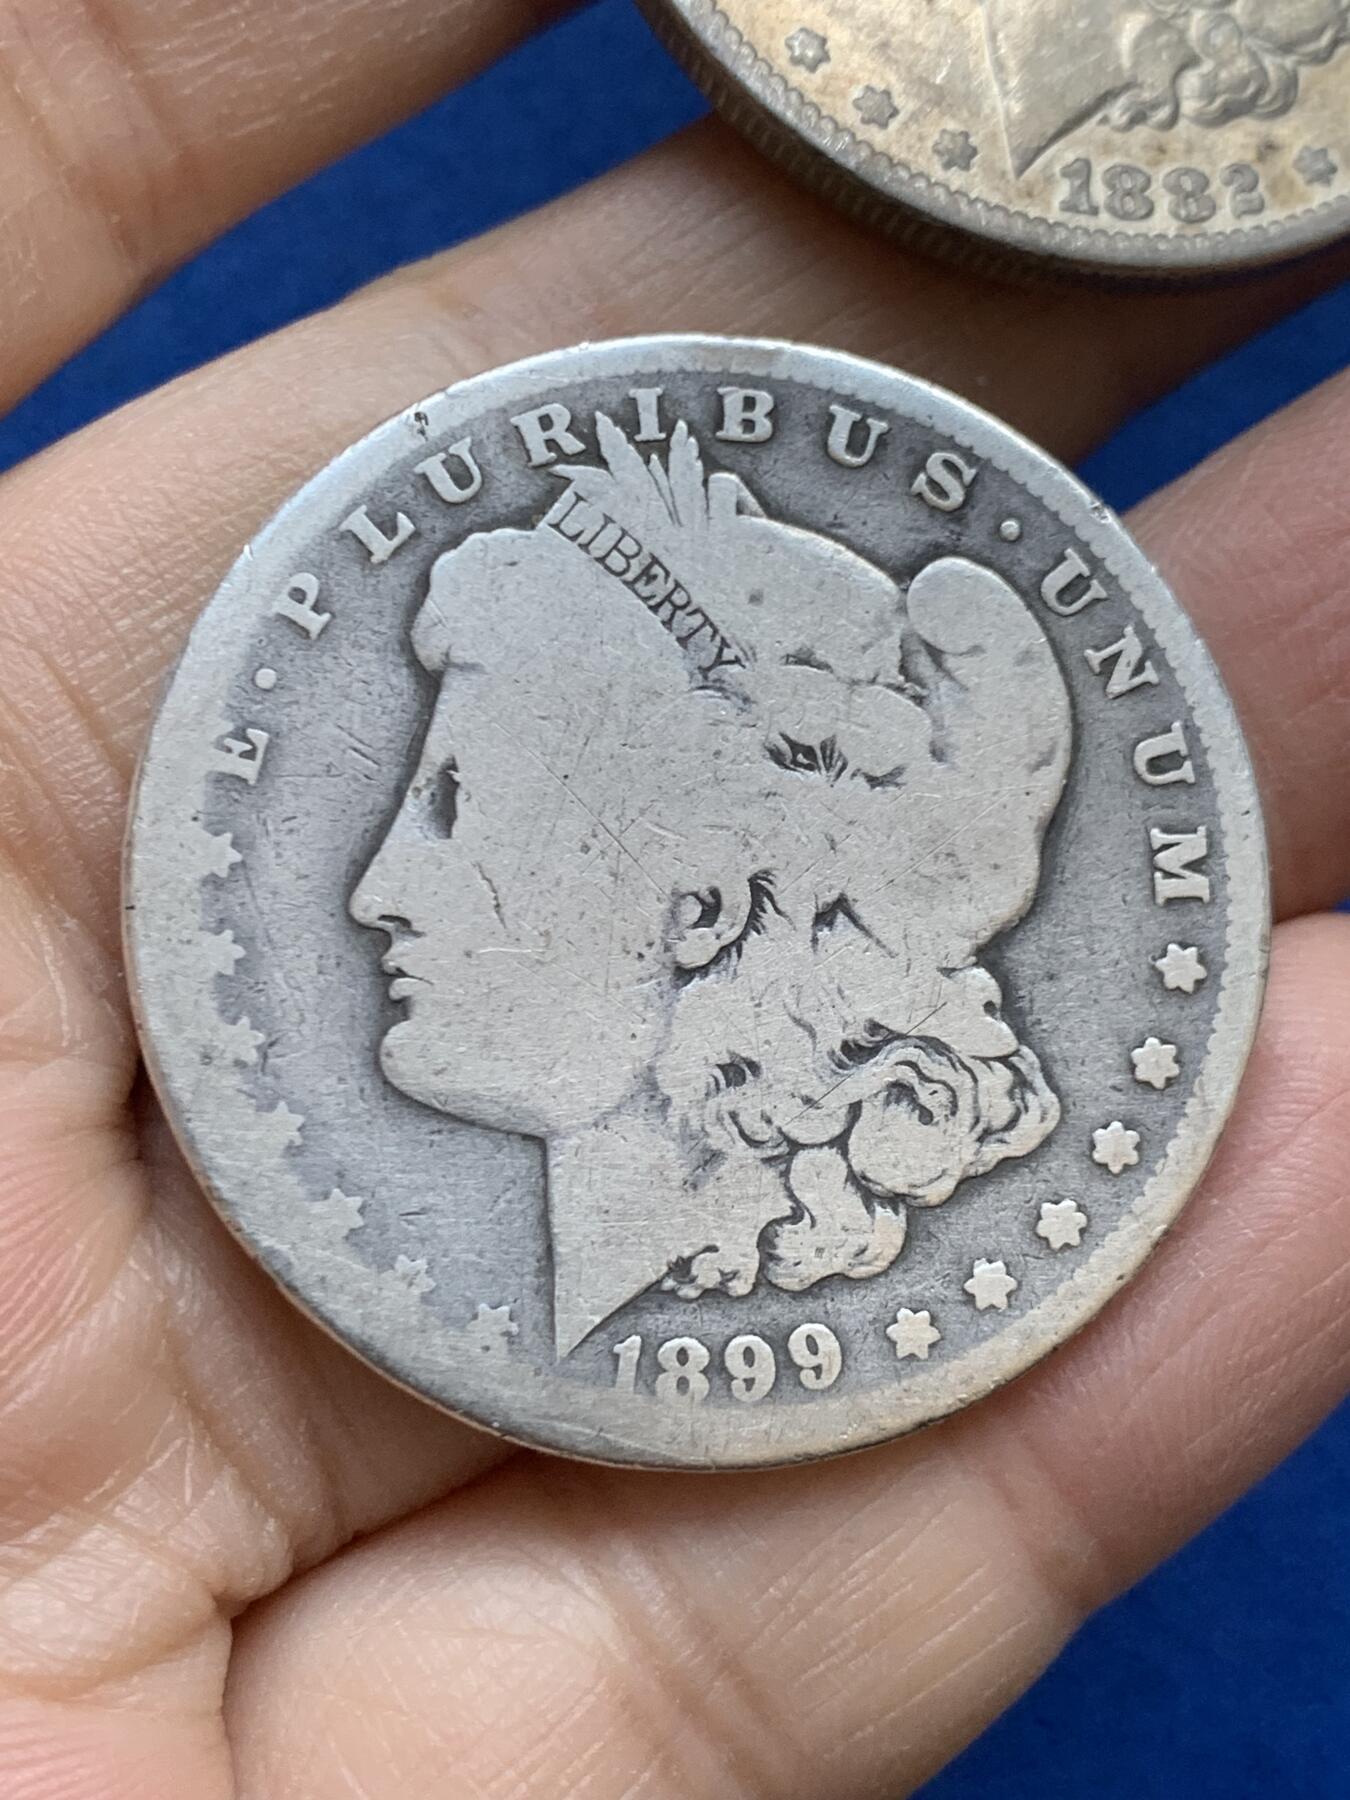 1882
E · PLURIBUS · UNUM
LIBERTY
1899